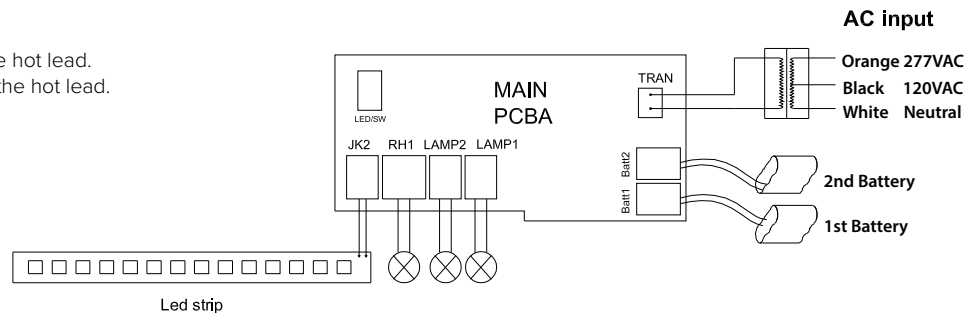 AC input
e hot lead.
the hot lead.
Orange 277VAC
Black 120VAC
White Neutral
TRAN
MAIN
PCBA
LED/SW
JK2 RH1 LAMP2 LAMP1
Batt2
Batt1
2nd Battery
1st Battery
Led strip